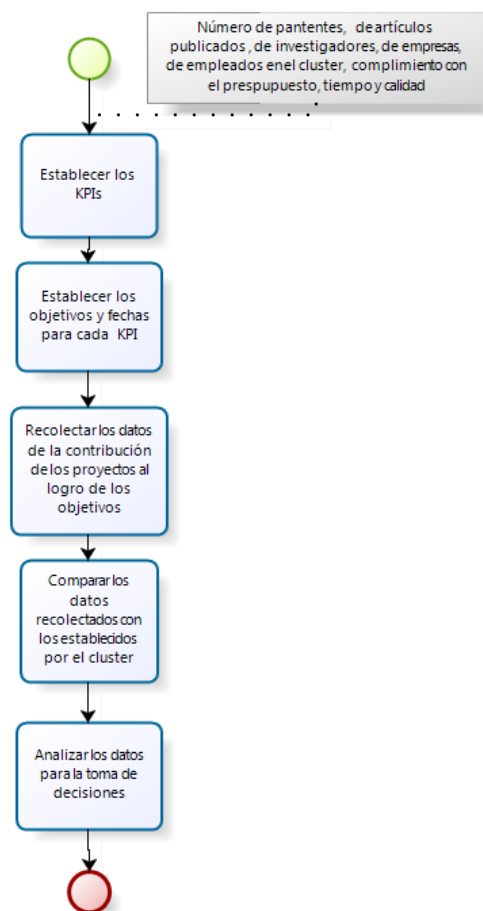 Número de pantentes, de artículos
publicados , de investigadores, de empresas,
de empleados enel cluster, complimiento con
el prespupuesto, tiempo y calidad
Establecer los
KPIs
Establecer los
objetivos y fechas
para cada KPI
Recolectar los datos
de la contribución
de los proyectos al
logro de los
objetivos
Comparar los
datos
recolectados con
los establecidos
por el cluster
Analizar los datos
para la toma de
decisiones